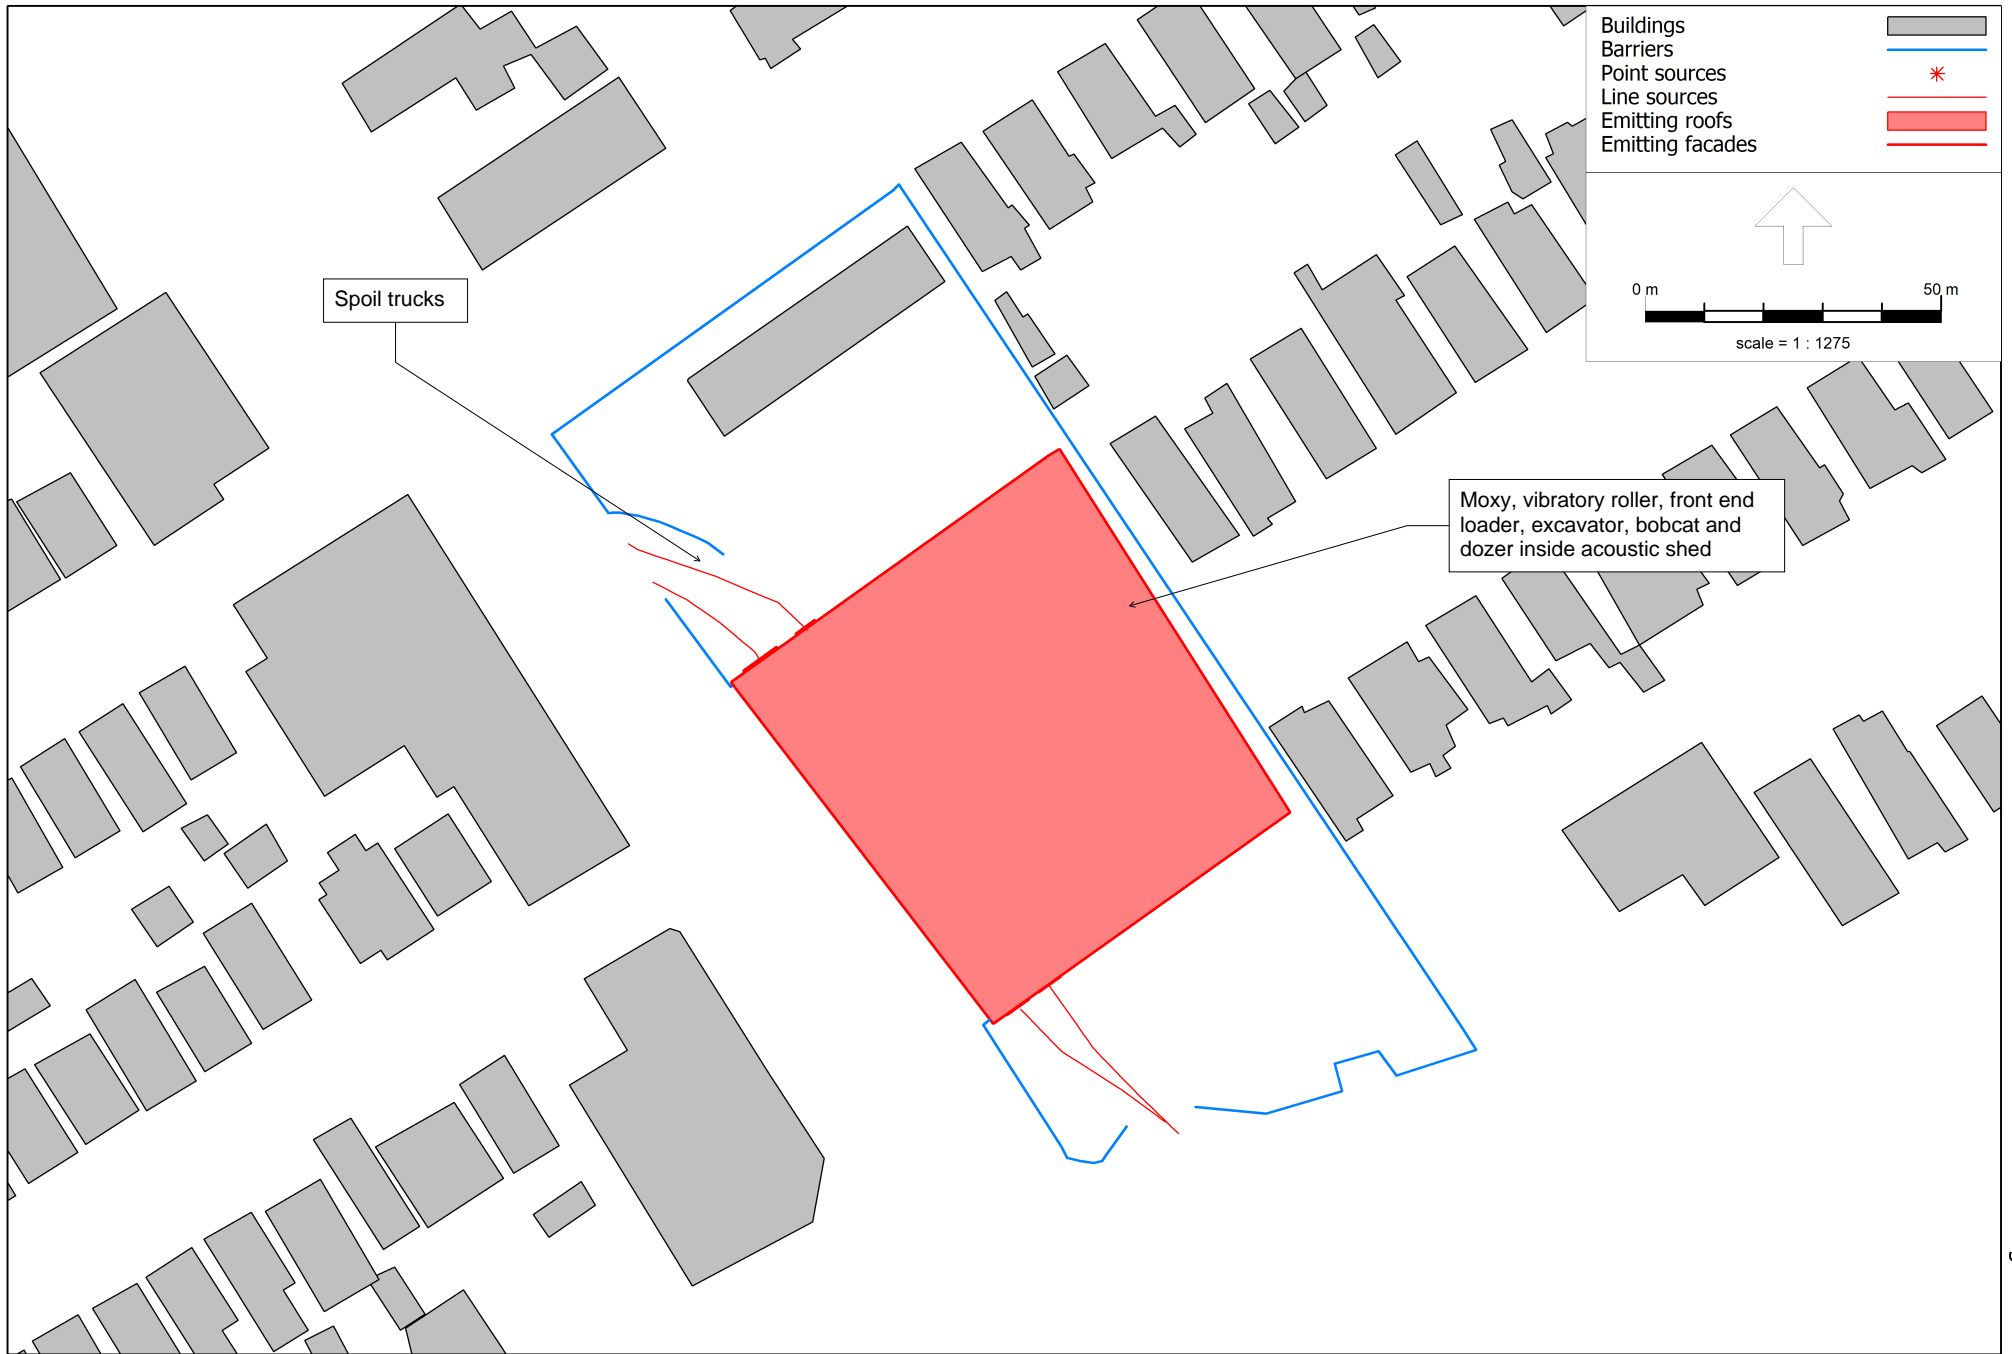 Buildings
Barriers
Point sources
Line sources
Emitting roofs
Emitting facades
0 m
50 m
scale = 1 : 1275
Spoil trucks
Moxy, vibratory roller, front end
loader, excavator, bobcat and
dozer inside acoustic shed